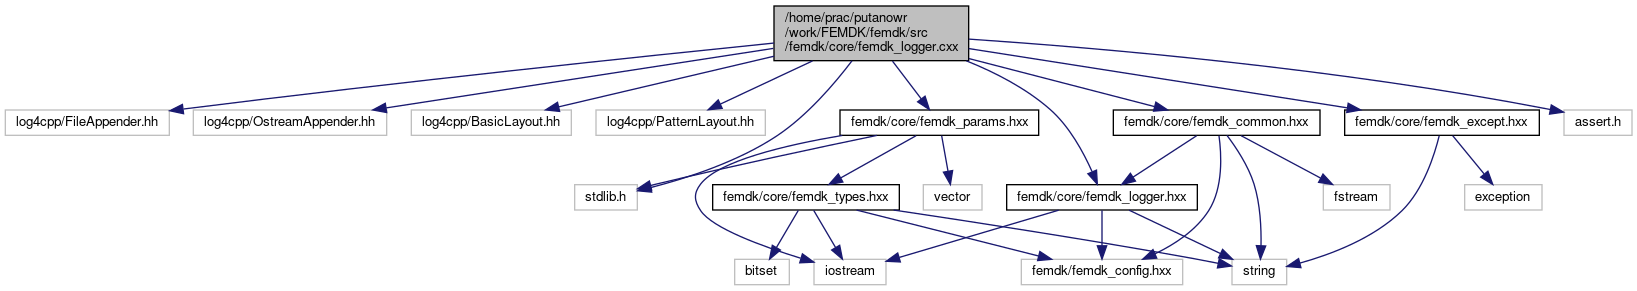 /home/prac/putanowr
/work/FEMDK/femdk/src
/femdk/core/femdk_logger.cxx
log4cpp/FileAppender.hh
log4cpp/OstreamAppender.hh
log4cpp/BasicLayout.hh
log4cpp/PatternLayout.hh
femdk/core/femdk_params.hxx
femdk/core/femdk_common.hxx
femdk/core/femdk_except.hxx
assert.h
stdlib.h
femdk/core/femdk_types.hxx
vector
femdk/core/femdk_logger.hxx
fstream
exception
bitset
iostream
femdk/femdk_config.hxx
string